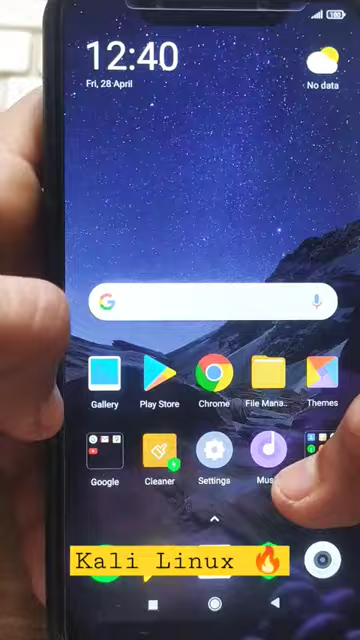 12:40
Fri, 28 April
No data
Gallery
Play Store
Chrome
File Mana..
Themes
Google
Cleaner
Settings
Mus
Kali Linux 🔥